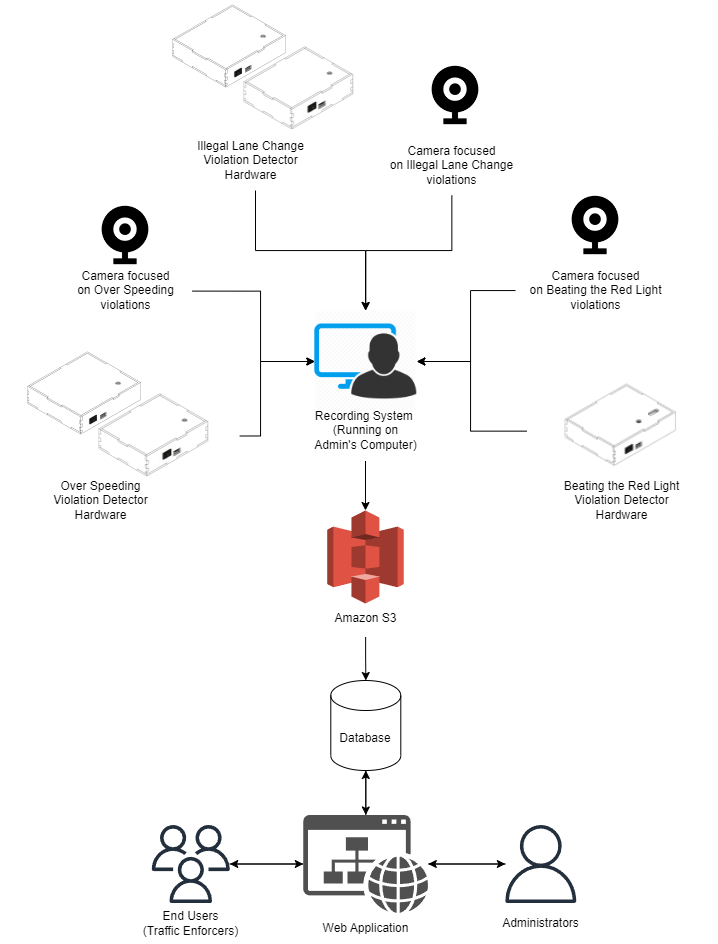 Illegal Lane Change
Violation Detector
Hardware
Camera focused
on Illegal Lane Change
violations
Camera focused
on Over Speeding
violations
Camera focused
on Beating the Red Light
violations
Recording System
(Running on
Admin's Computer)
Over Speeding
Violation Detector
Hardware
Beating the Red Light
Violation Detector
Hardware
Amazon S3
Database
End Users
(Traffic Enforcers)
Web Application
Administrators